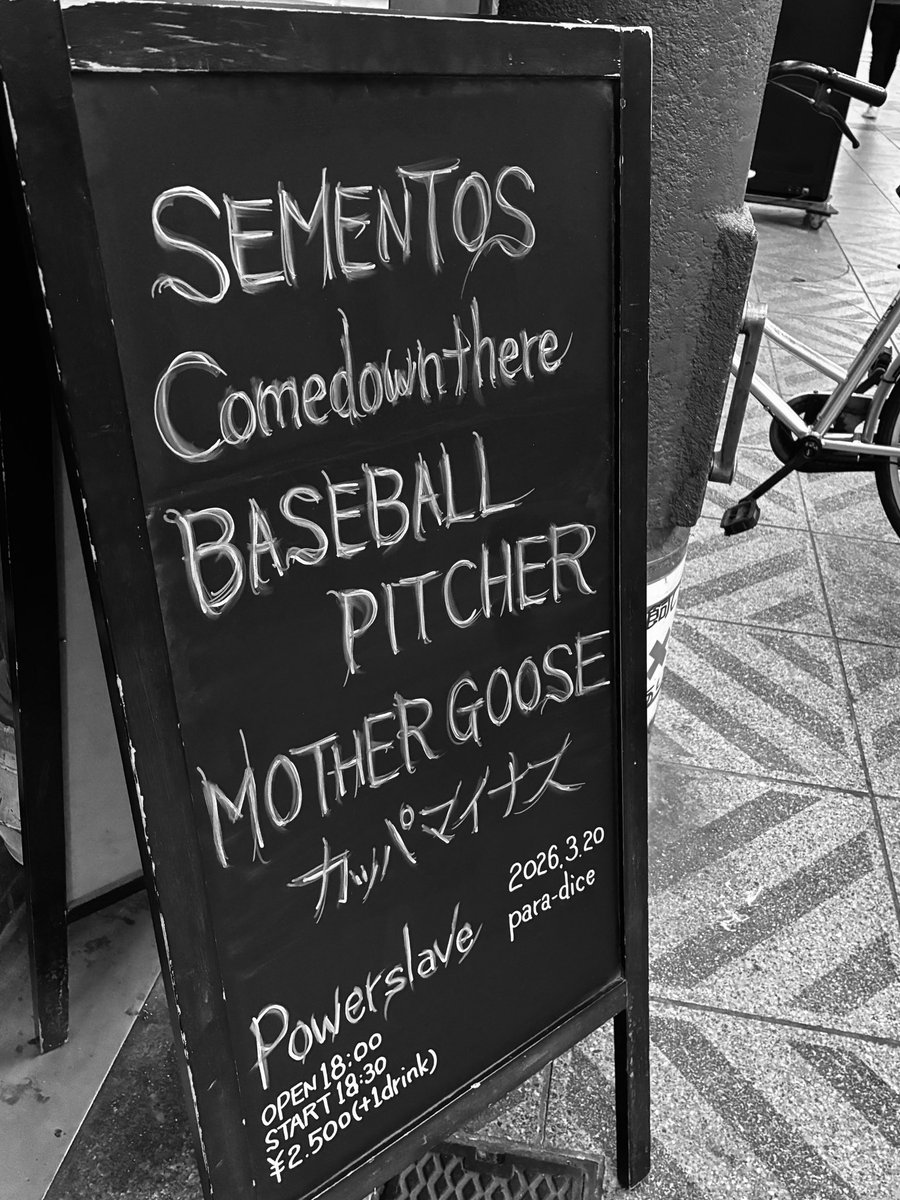 SEMENTOS
Comedownthere
BASEBALL
PITCHER
MOTHER GOOSE
カッパマイナス
2026.3.20
para-dice
Powerslave
OPEN 18:00
START 18:30
¥2.500(+1drink)